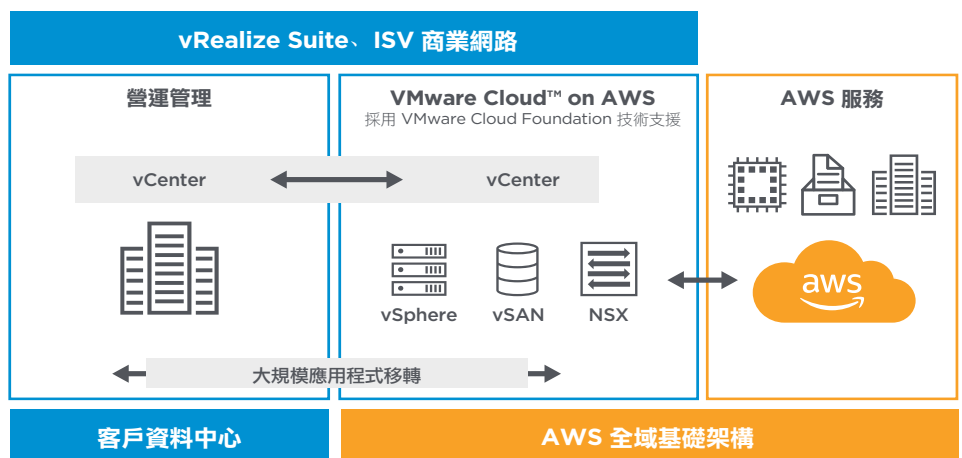 vRealize Suite、ISV 商業網路
營運管理
VMware Cloud™ on AWS
採用 VMware Cloud Foundation 技術支援
AWS 服務
vCenter
vCenter
aws
vSphere
vSAN
NSX
大規模應用程式移轉
客戶資料中心
AWS 全域基礎架構